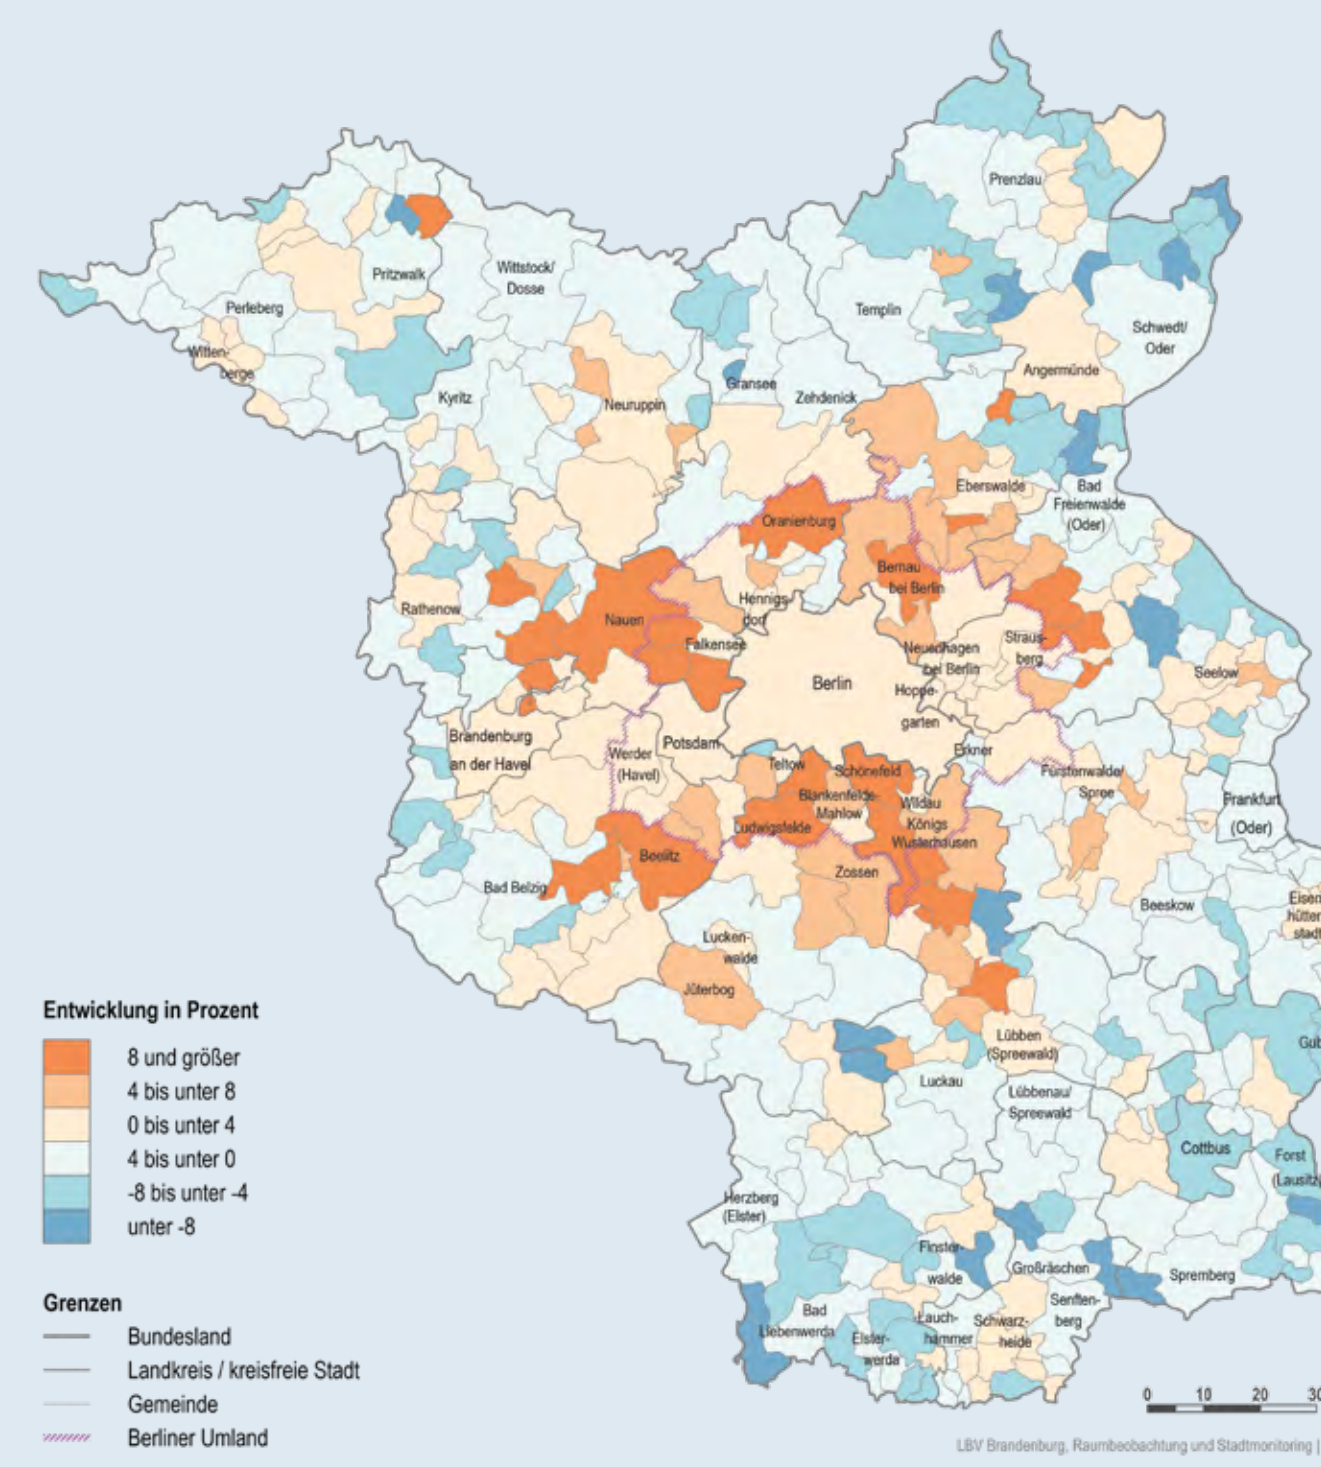 Prenzlau
Pritzwalk
Wittstock/
Dosse
Perleberg
Templin
Schwedt/
Oder
Witten-
berge
Angermünde
Gransee
Kyritz
Neuruppin
Zehdenick
Eberswalde
Bad
Freienwalde
(Oder)
Oranienburg
Bernau
bei Berlin
Hennigs-
dorf
Rathenow
Nauen
Falkensee
Neuenhagen
bei Berlin
Straus-
berg
Seelow
Berlin
Hoppe-
garten
Brandenburg
an der Havel
Werder
(Havel)
Potsdam
Erkner
Teltow
Schönefeld
Fürstenwalde/
Spree
Blankenfelde-
Mahlow
Wildau
Frankfurt
(Oder)
Ludwigsfelde
Königs
Wusterhausen
Beelitz
Zossen
Bad Belzig
Beeskow
Eisen
hütten
stadt
Lucken-
walde
Jüterbog
Entwicklung in Prozent
8 und größer
4 bis unter 8
0 bis unter 4
4 bis unter 0
-8 bis unter -4
unter -8
Lübben
(Spreewald)
Gub
Luckau
Lübbenau/
Spreewald
Cottbus
Forst
(Lausitz)
Herzberg
(Elster)
Finster-
walde
Großräschen
Spremberg
Grenzen
Bundesland
Landkreis / kreisfreie Stadt
Gemeinde
Berliner Umland
Bad
Liebenwerda
Elster-
werda
Lauch-
hammer
Schwarz-
heide
Senften-
berg
0 10 20 30
LBV Brandenburg, Raumbeobachtung und Stadtmonitoring |